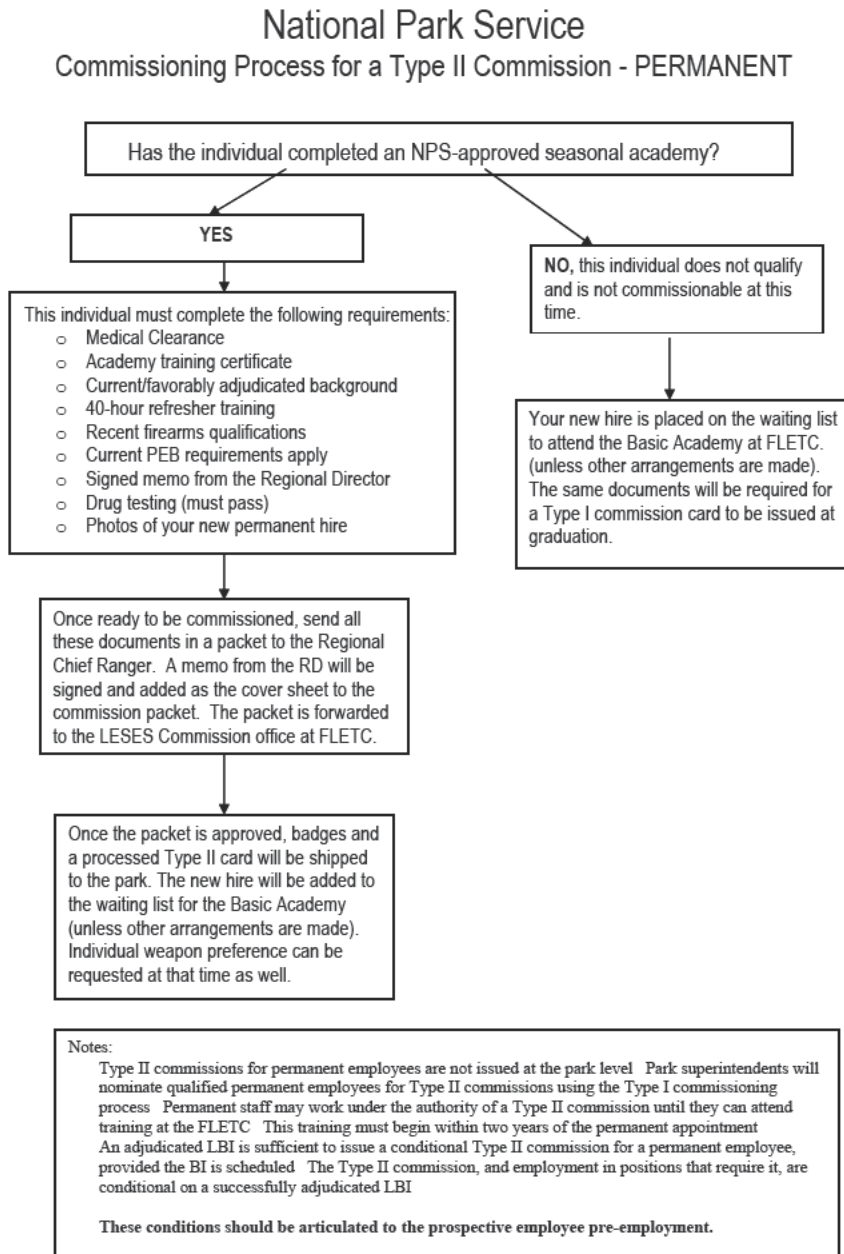 National Park Service
Commissioning Process for a Type II Commission - PERMANENT
Has the individual completed an NPS-approved seasonal academy?
YES
This individual must complete the following requirements:
o Medical Clearance
o Academy training certificate
o Current/favorably adjudicated background
o 40-hour refresher training
o Recent firearms qualifications
o Current PEB requirements apply
o Signed memo from the Regional Director
o Drug testing (must pass)
o Photos of your new permanent hire
NO, this individual does not qualify
and is not commissionable at this
time.
Your new hire is placed on the waiting list
to attend the Basic Academy at FLETC.
(unless other arrangements are made).
The same documents will be required for
a Type I commission card to be issued at
graduation.
Once ready to be commissioned, send all
these documents in a packet to the Regional
Chief Ranger. A memo from the RD will be
signed and added as the cover sheet to the
commission packet. The packet is forwarded
to the LESES Commission office at FLETC.
Once the packet is approved, badges and
a processed Type II card will be shipped
to the park. The new hire will be added to
the waiting list for the Basic Academy
(unless other arrangements are made).
Individual weapon preference can be
requested at that time as well.
Notes:
Type II commissions for permanent employees are not issued at the park level Park superintendents will
nominate qualified permanent employees for Type II commissions using the Type I commissioning
process Permanent staff may work under the authority of a Type II commission until they can attend
training at the FLETC This training must begin within two years of the permanent appointment
An adjudicated LBI is sufficient to issue a conditional Type II commission for a permanent employee,
provided the BI is scheduled The Type II commission, and employment in positions that require it, are
conditional on a successfully adjudicated LBI
These conditions should be articulated to the prospective employee pre-employment.